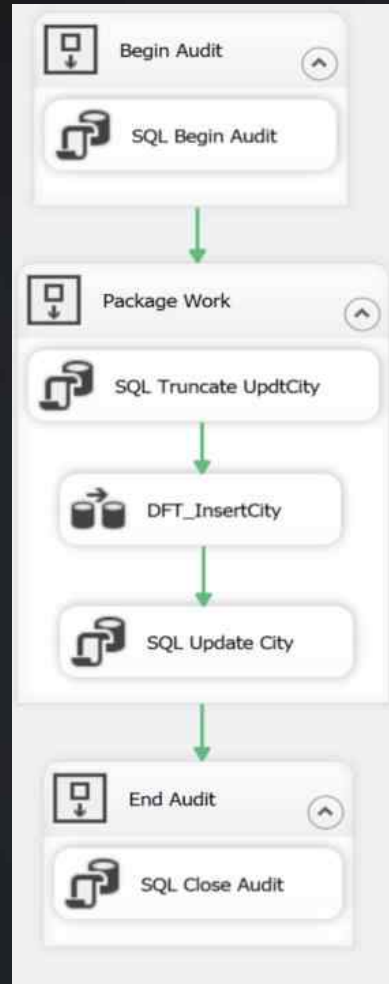 Begin Audit
SQL Begin Audit
Package Work
SQL Truncate UpdtCity
DFT_InsertCity
SQL Update City
End Audit
SQL Close Audit